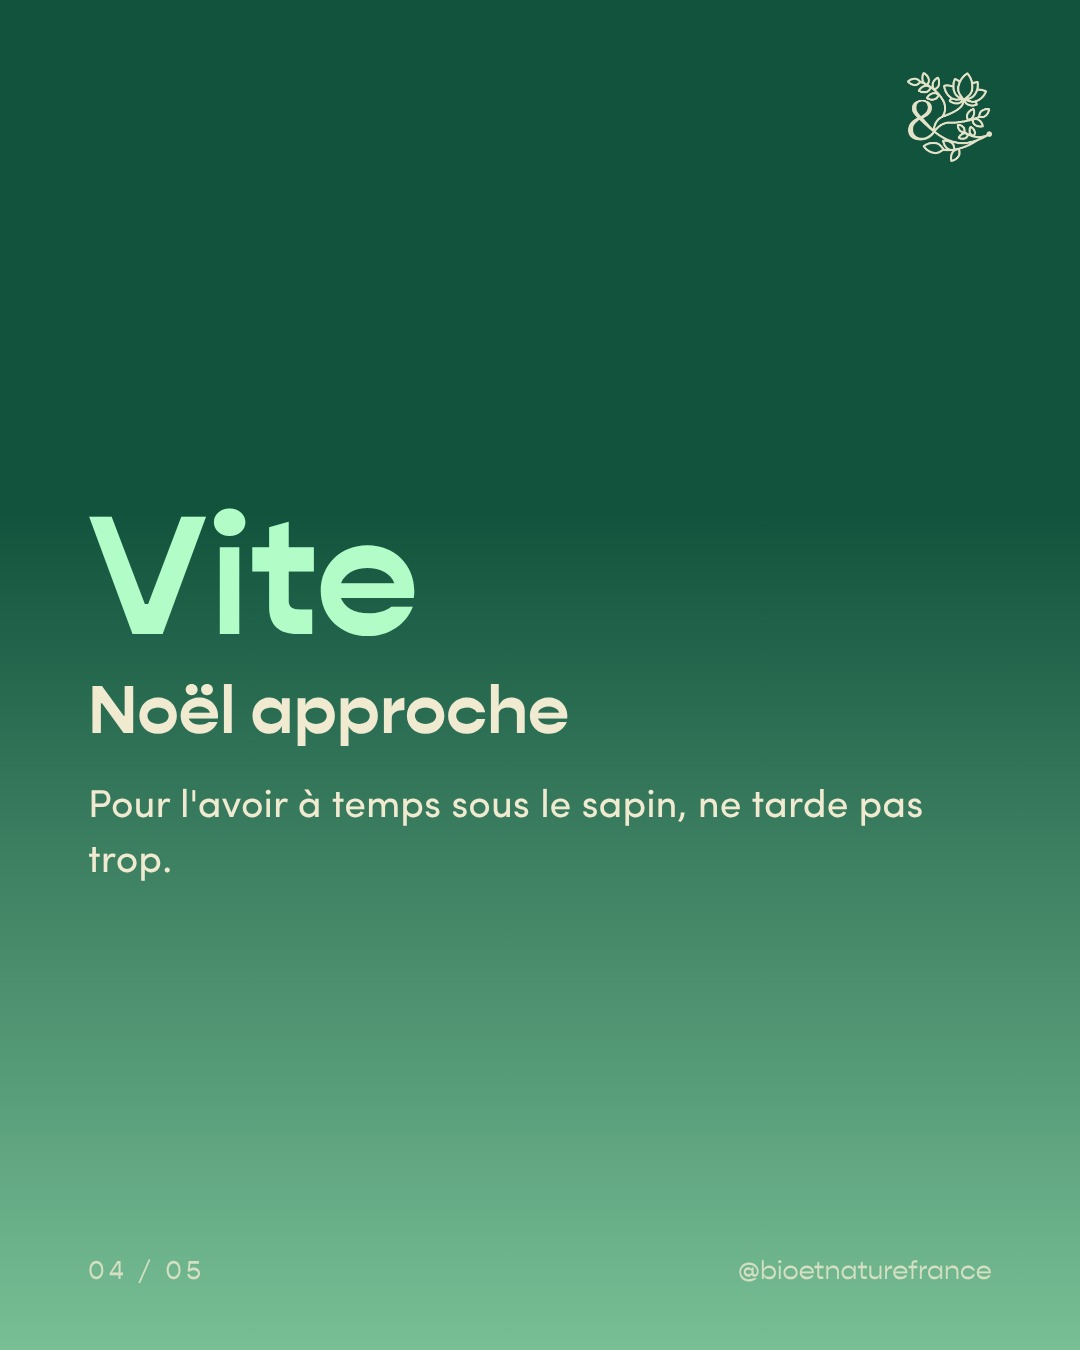 &
Vite
Noël approche
Pour l'avoir à temps sous le sapin, ne tarde pas
trop.
04 / 05
@bioetnaturefrance